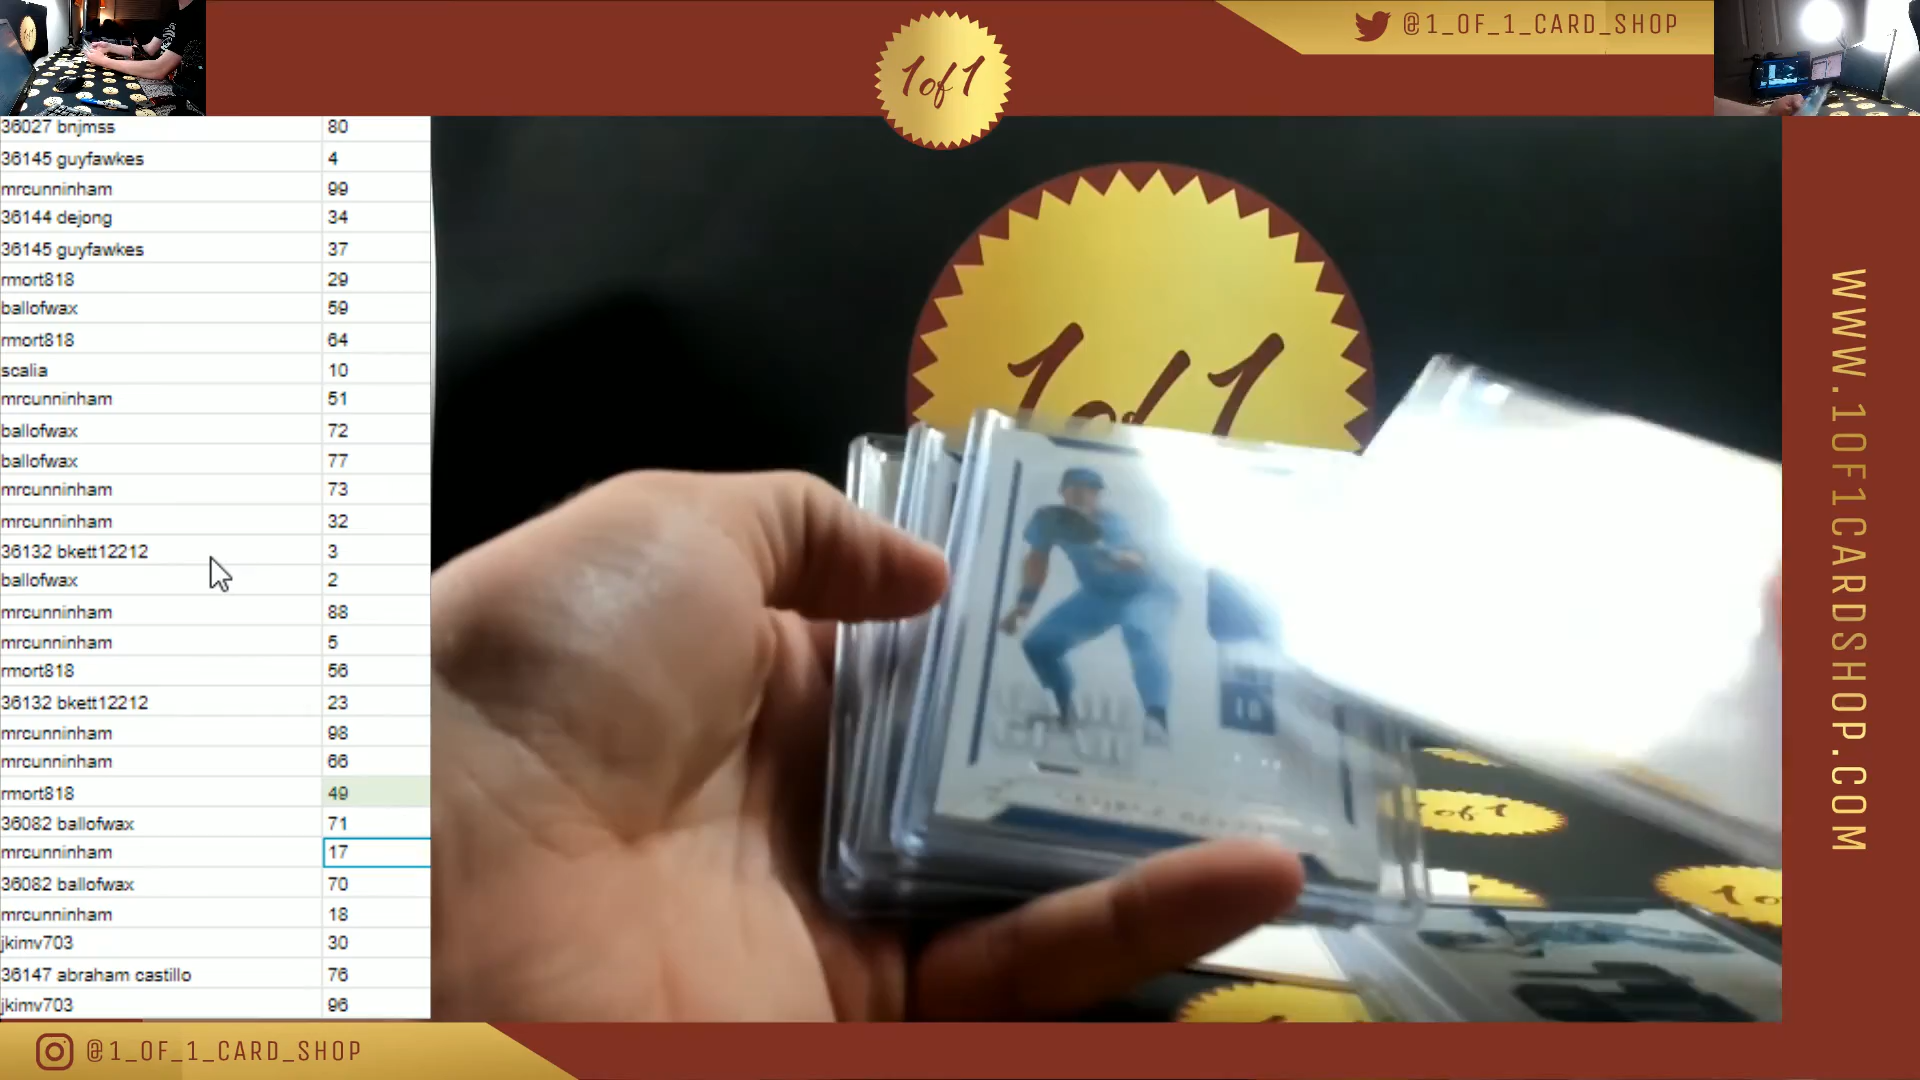 @1_OF_1_CARD_SHOP
1of1
36027 bnjmss 80
36145 guyfawkes 4
mrcunninham 99
36144 dejong 34
36145 guyfawkes 37
rmort818 29
ballofwax 59
rmort818 64
scalia 10
mrcunninham 51
ballofwax 72
ballofwax 77
mrcunninham 73
mrcunninham 32
36132 bkett12212 3
ballofwax 2
mrcunninham 88
mrcunninham 5
rmort818 56
36132 bkett12212 23
mrcunninham 98
mrcunninham 66
rmort818 49
36082 ballofwax 71
mrcunninham 17
36082 ballofwax 70
mrcunninham 18
jkimv703 30
36147 abraham castillo 76
jkimv703 96
1of1
of 1
WWW.1OF1CARDSHOP.COM
@1_OF_1_CARD_SHOP